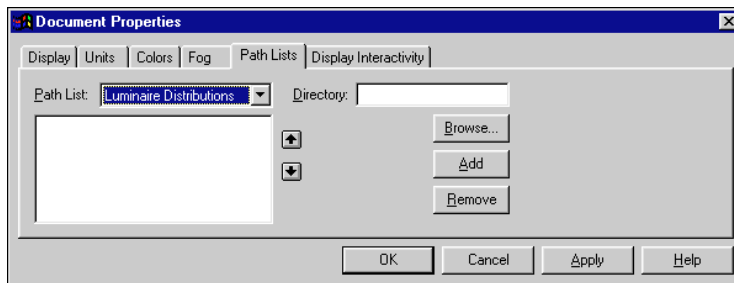 Document Properties
Display Units Colors Fog Path Lists Display Interactivity
Path List: Luminaire Distributions Directory:
Browse...
Add
Remove
OK Cancel Apply Help